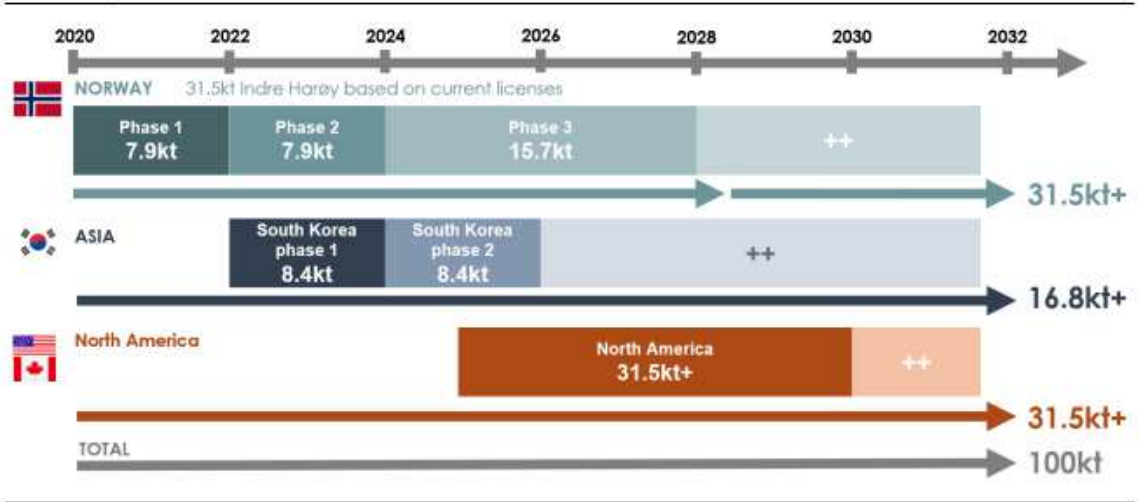 2020 2022 2024 2026 2028 2030 2032
NORWAY 31.5kt Indre Harøy based on current licenses
Phase 1
7.9kt
Phase 2
7.9kt
Phase 3
15.7kt
++
31.5kt+
ASIA
South Korea
phase 1
8.4kt
South Korea
phase 2
8.4kt
++
16.8kt+
North America
North America
31.5kt+
++
31.5kt+
TOTAL
100kt